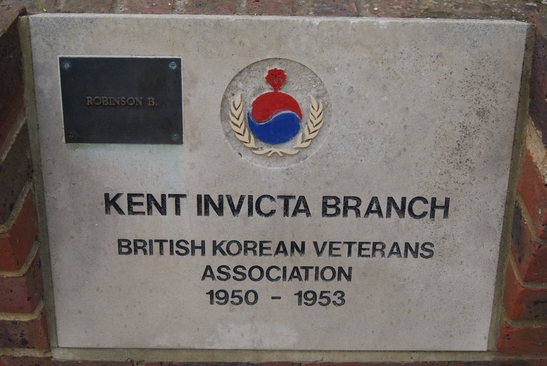 ROBINSON B.
KENT INVICTA BRANCH
BRITISH KOREAN VETERANS
ASSOCIATION
1950 - 1953